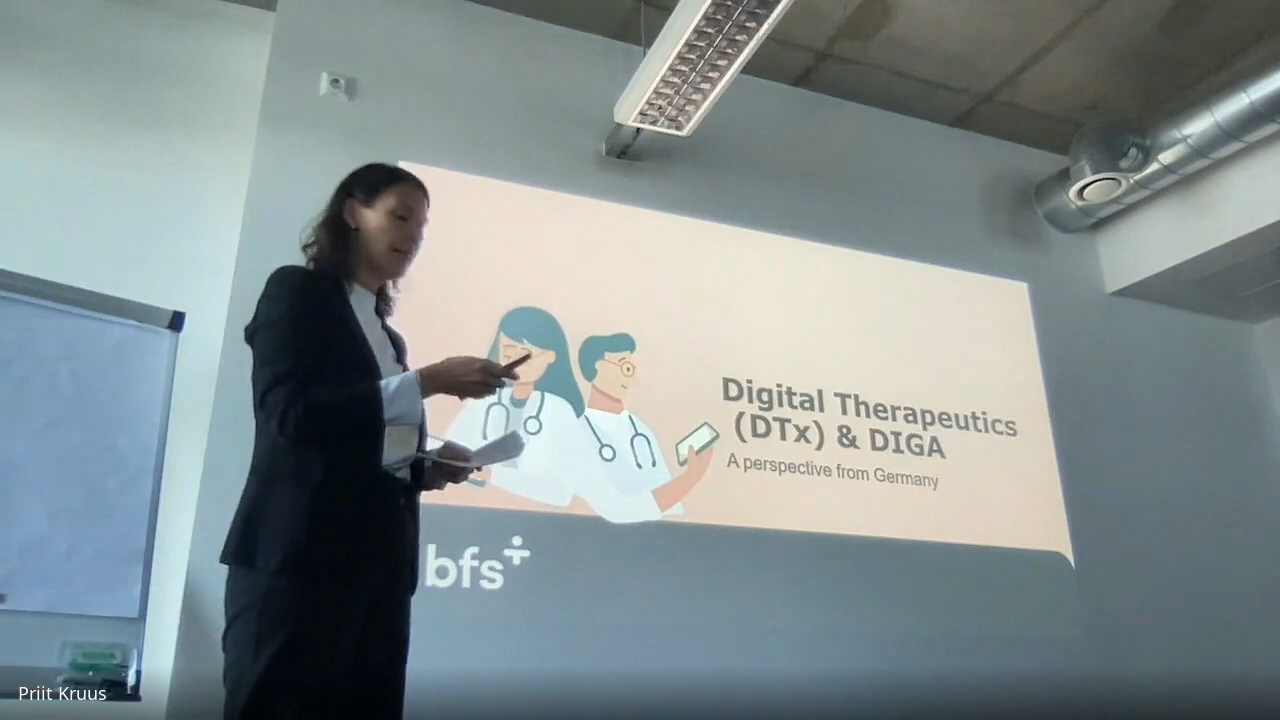 Digital Therapeutics
(DTx) & DIGA
A perspective from Germany
bfs
Priit Kruus